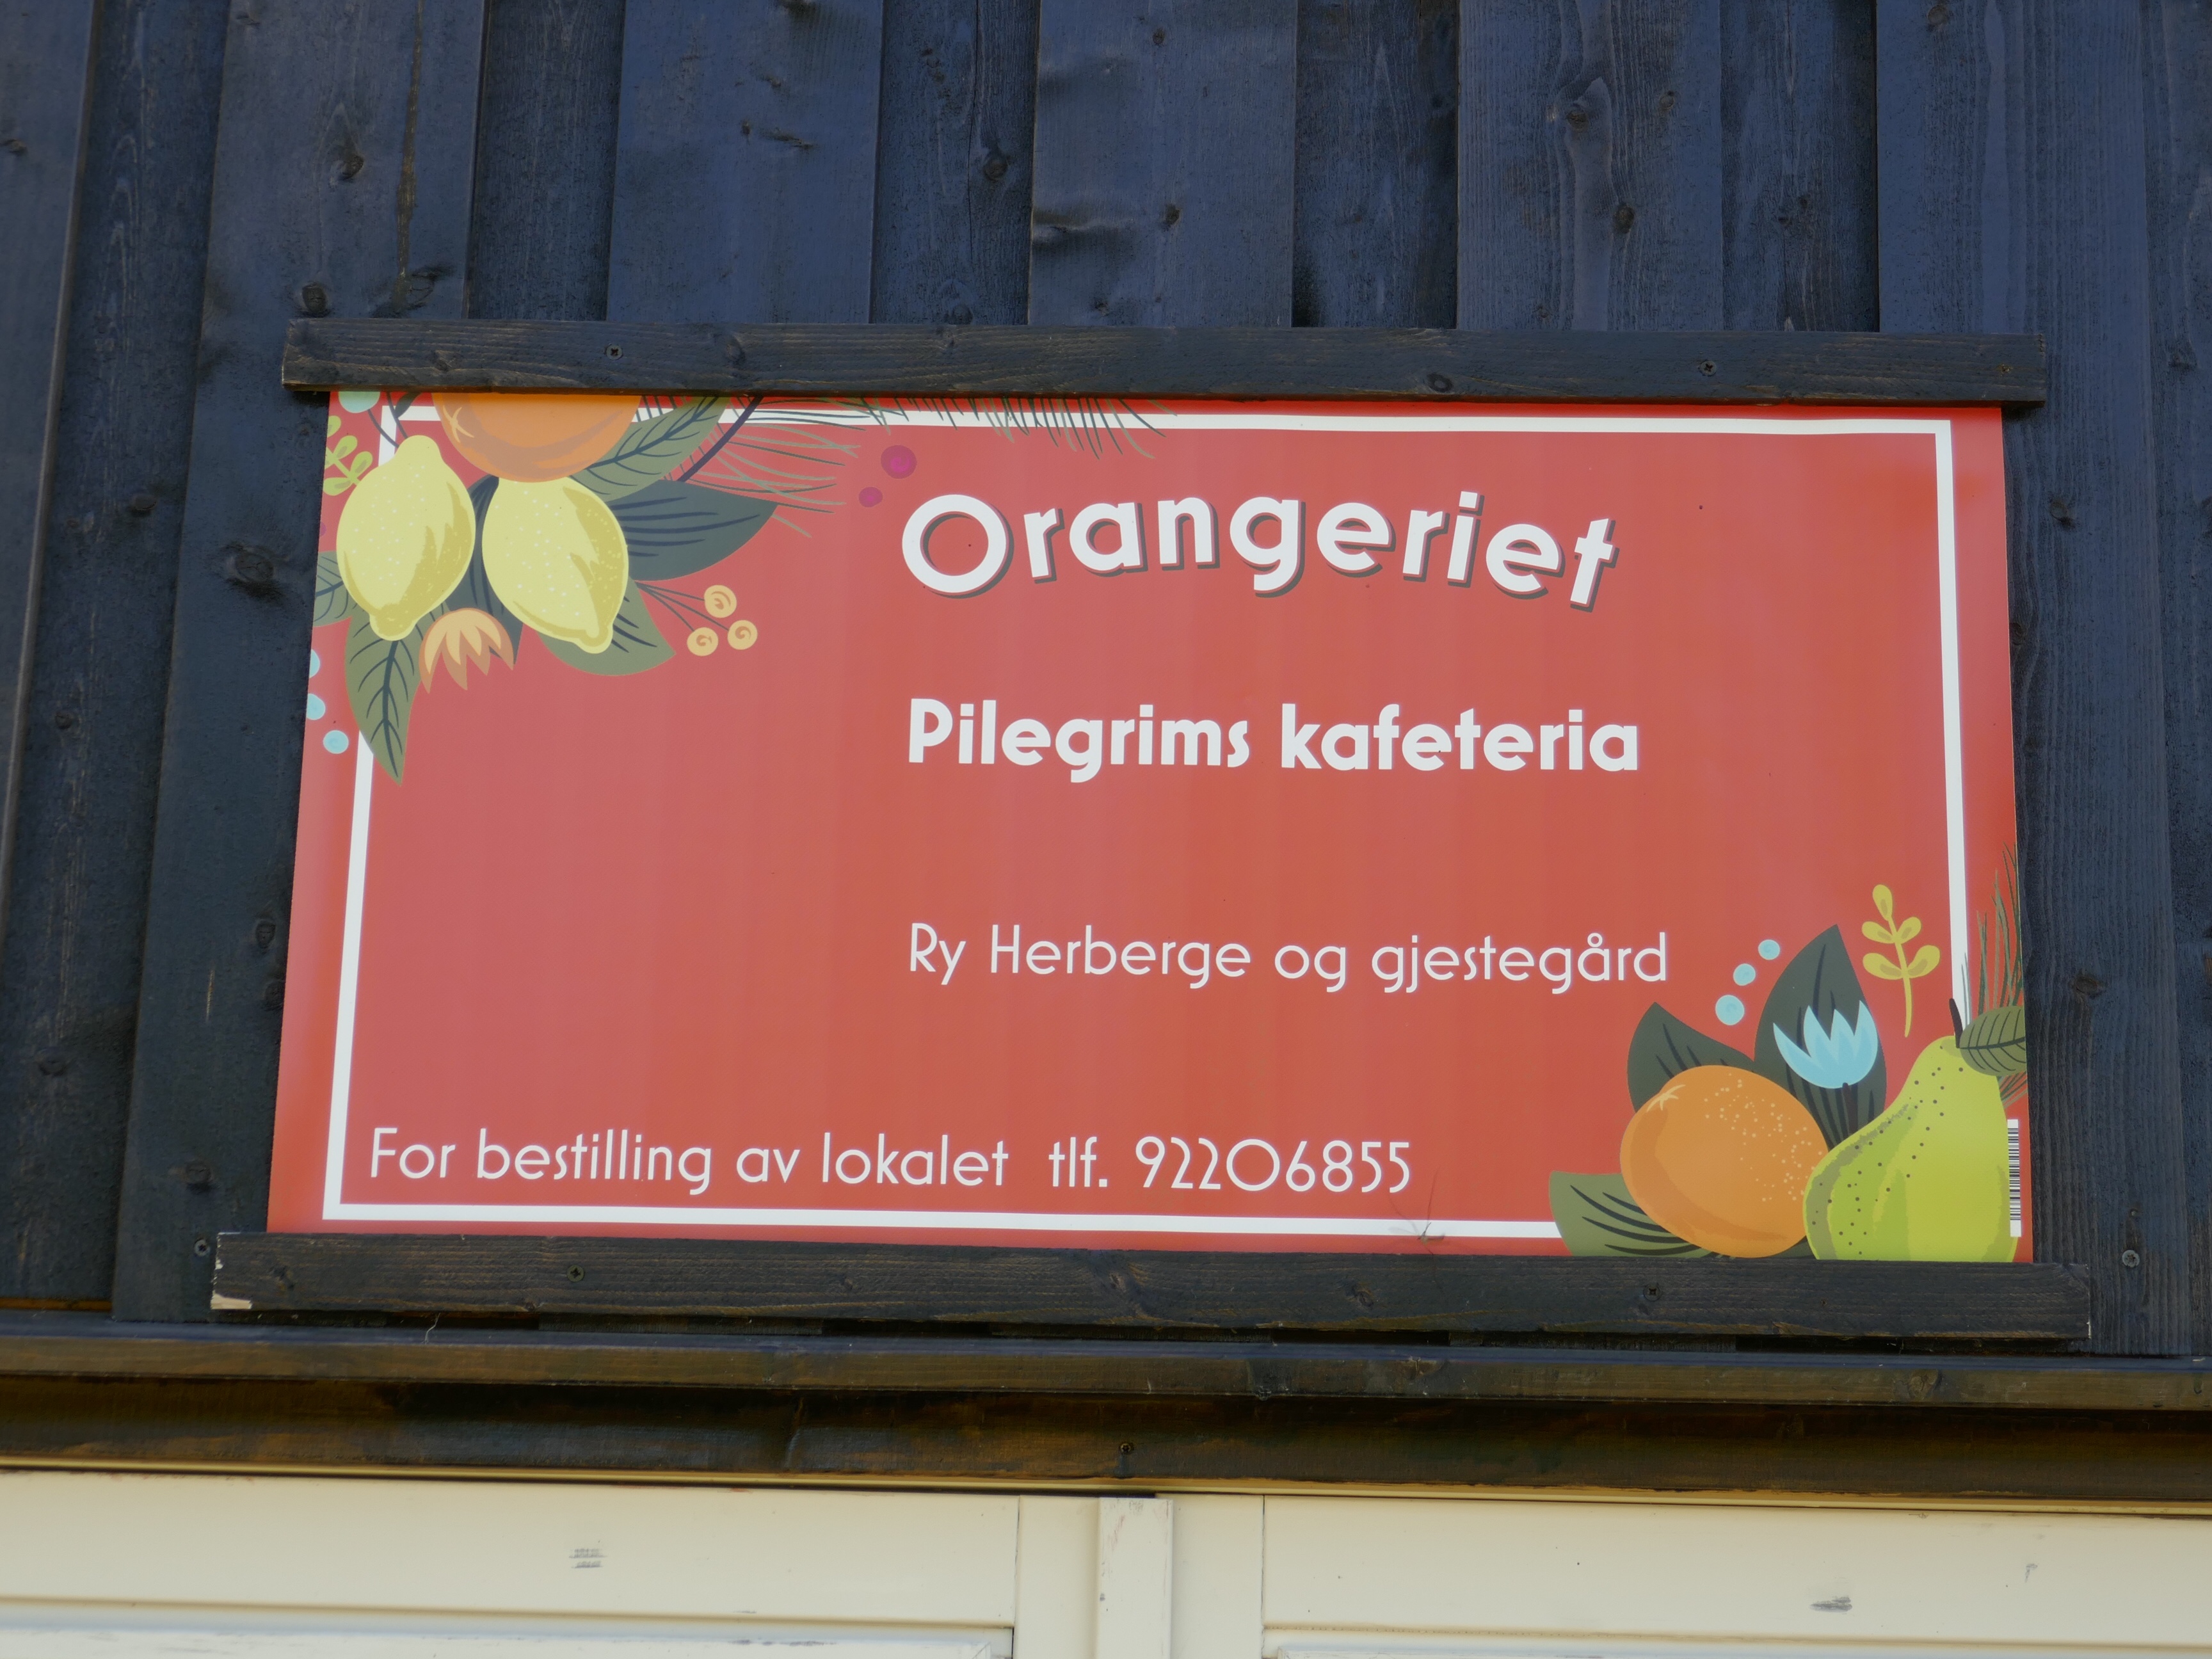 Orangeriet
Pilegrims kafeteria
Ry Herberge og gjestegård
For bestilling av lokalet tlf. 92206855